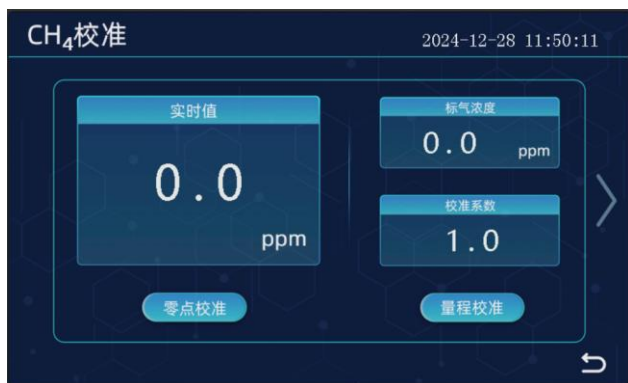 CH₄校准
2024-12-28 11:50:11
实时值
0.0
ppm
标气浓度
0.0 ppm
校准系数
1.0
零点校准
量程校准